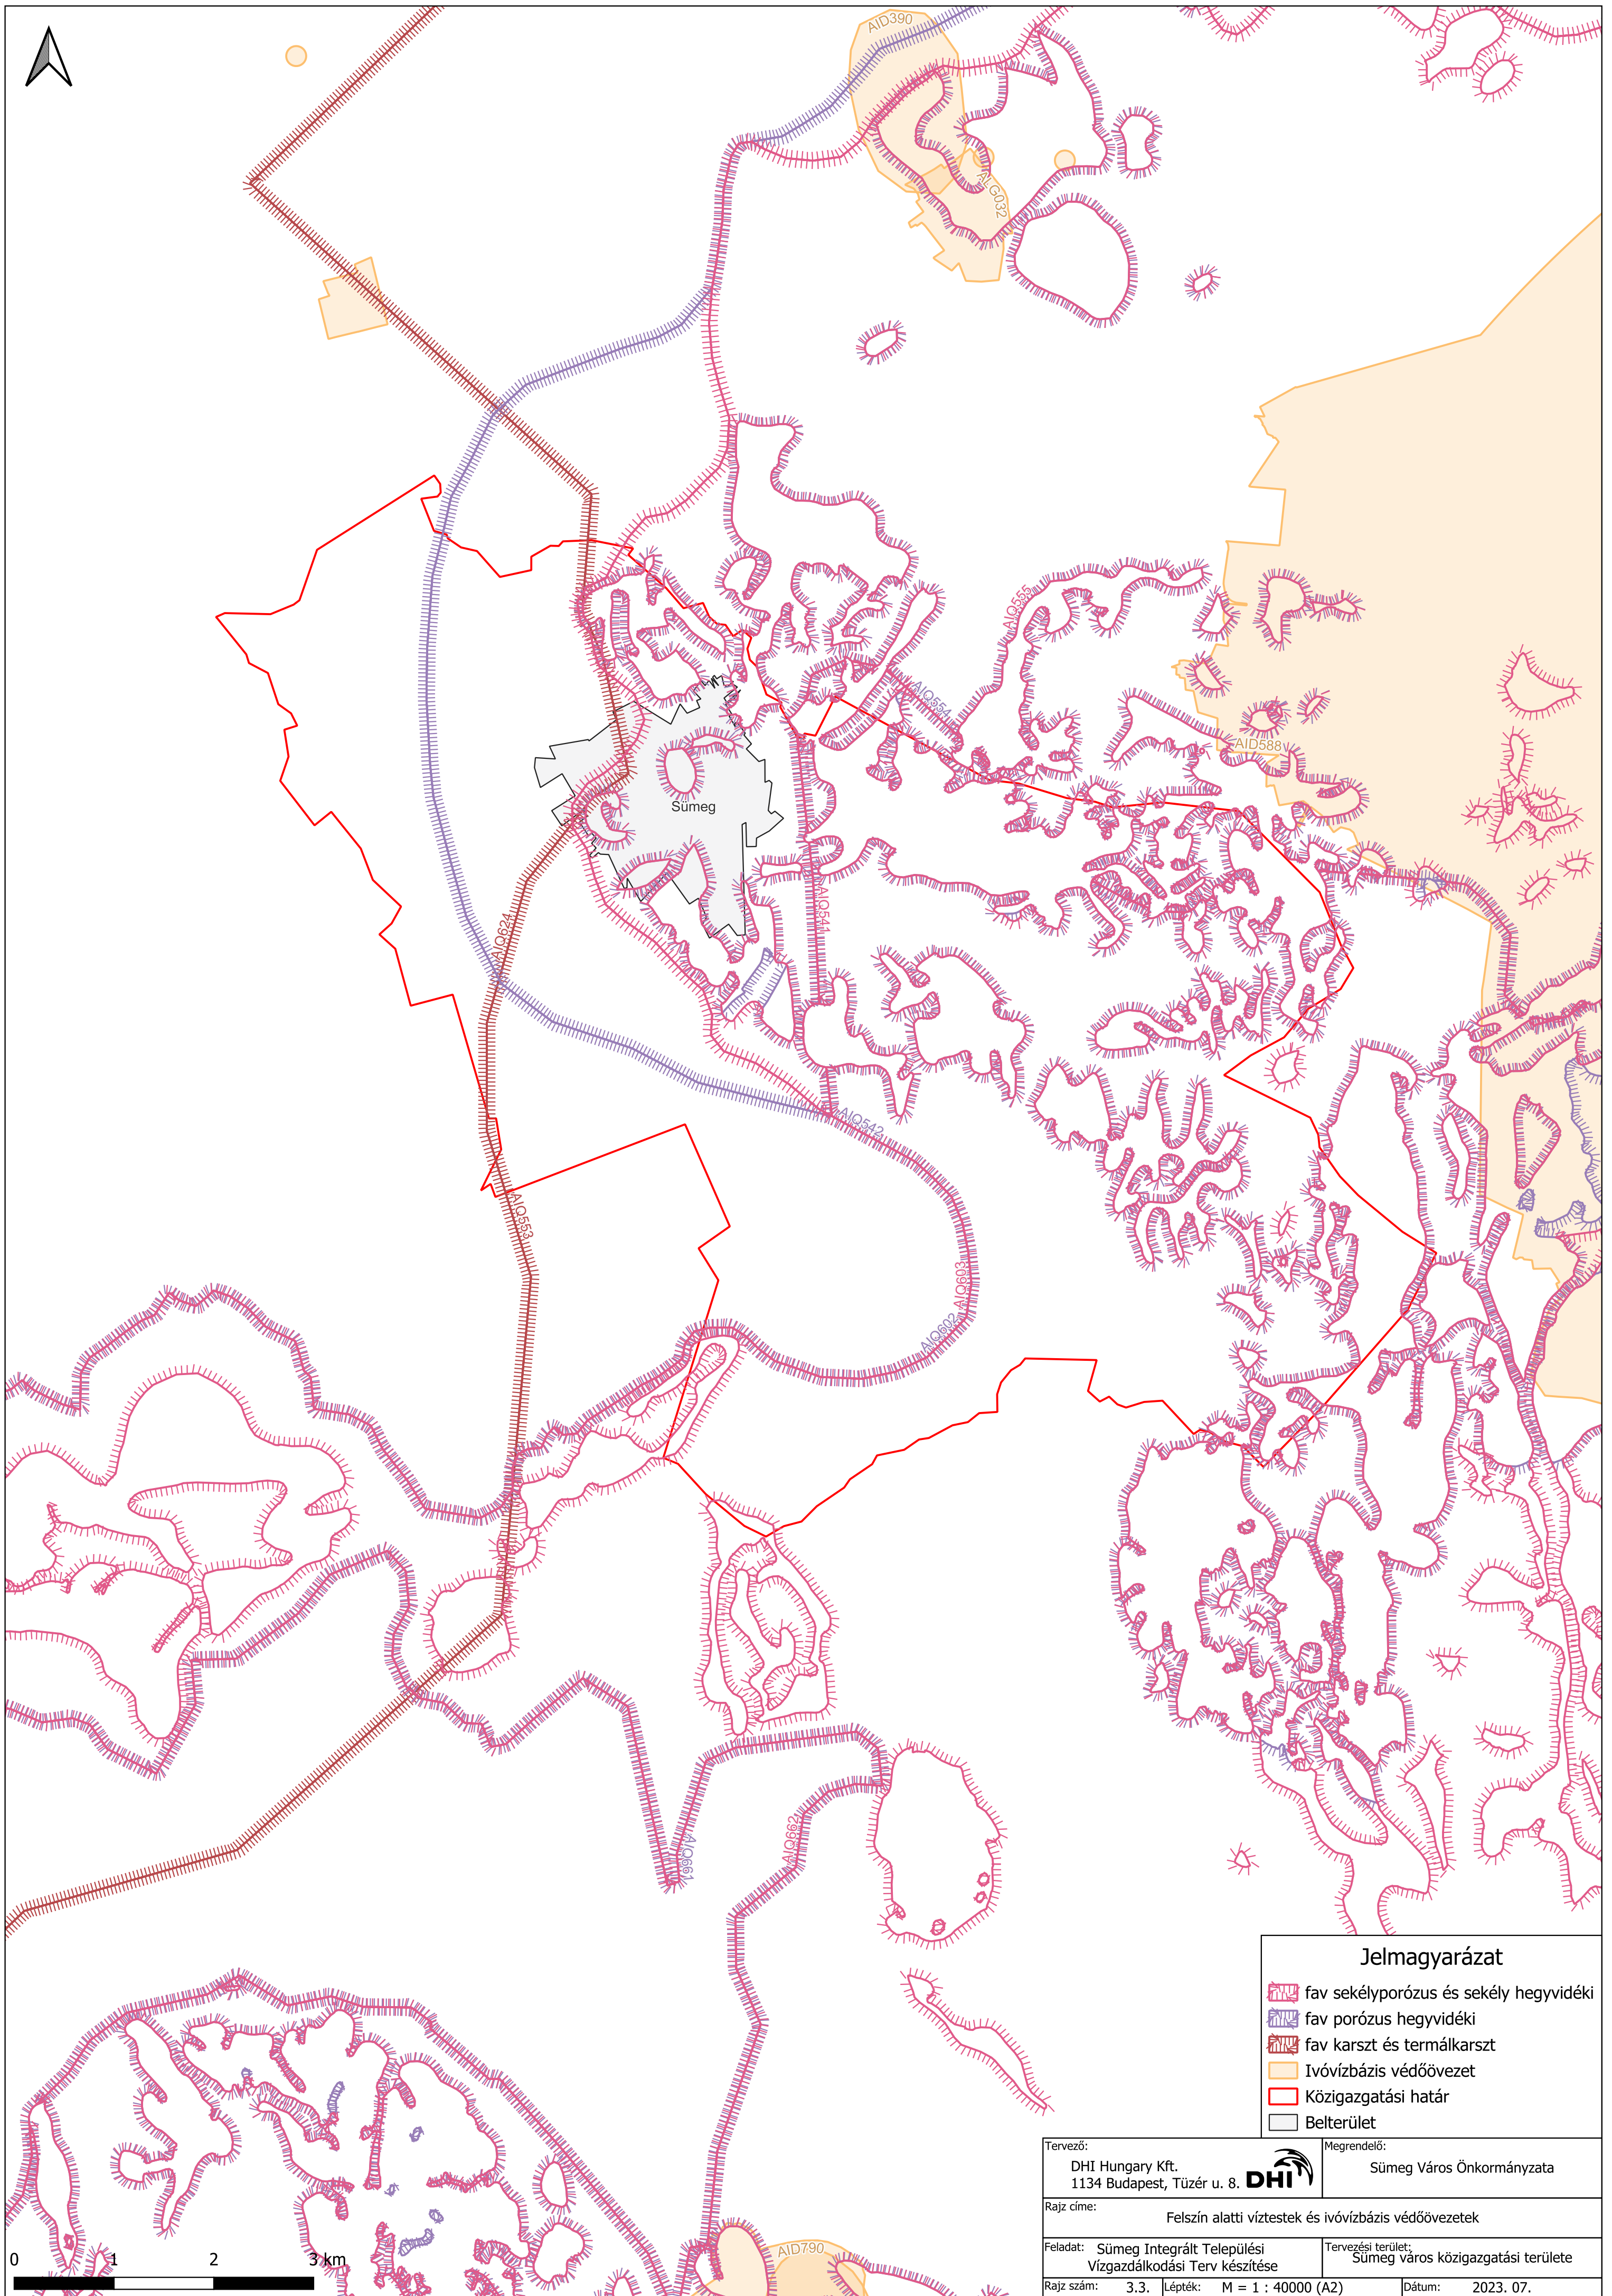 AID390
ALG032
AIQ555
AIQ554
AID588
Sümeg
AIQ541
AIQ624
AIQ542
AIQ553
AIQ603
AIQ602
AIQ662
AIQ661
AID790
0 1 2 3 km
Jelmagyarázat
fav sekélyporózus és sekély hegyvidéki
fav porózus hegyvidéki
fav karszt és termálkarszt
Ivóvízbázis védőövezet
Közigazgatási határ
Belterület
Tervező:
DHI Hungary Kft.
1134 Budapest, Tüzér u. 8.
DHI
Megrendelő:
Sümeg Város Önkormányzata
Rajz címe:
Felszín alatti víztestek és ivóvízbázis védőövezetek
Feladat: Sümeg Integrált Települési
Vízgazdálkodási Terv készítése
Tervezési terület:
Sümeg város közigazgatási területe
Rajz szám: 3.3. Lépték: M = 1 : 40000 (A2) Dátum: 2023. 07.